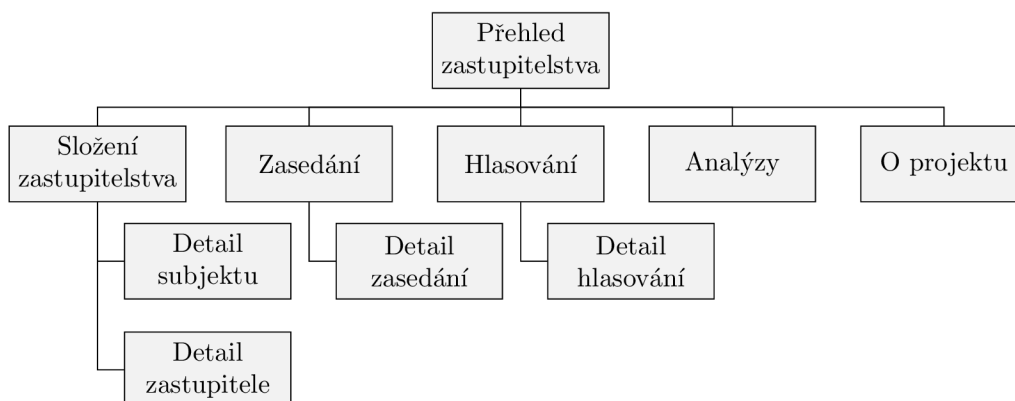 Přehled
zastupitelstva
Složení
zastupitelstva
Zasedání
Hlasování
Analýzy
O projektu
Detail
subjektu
Detail
zasedání
Detail
hlasování
Detail
zastupitele